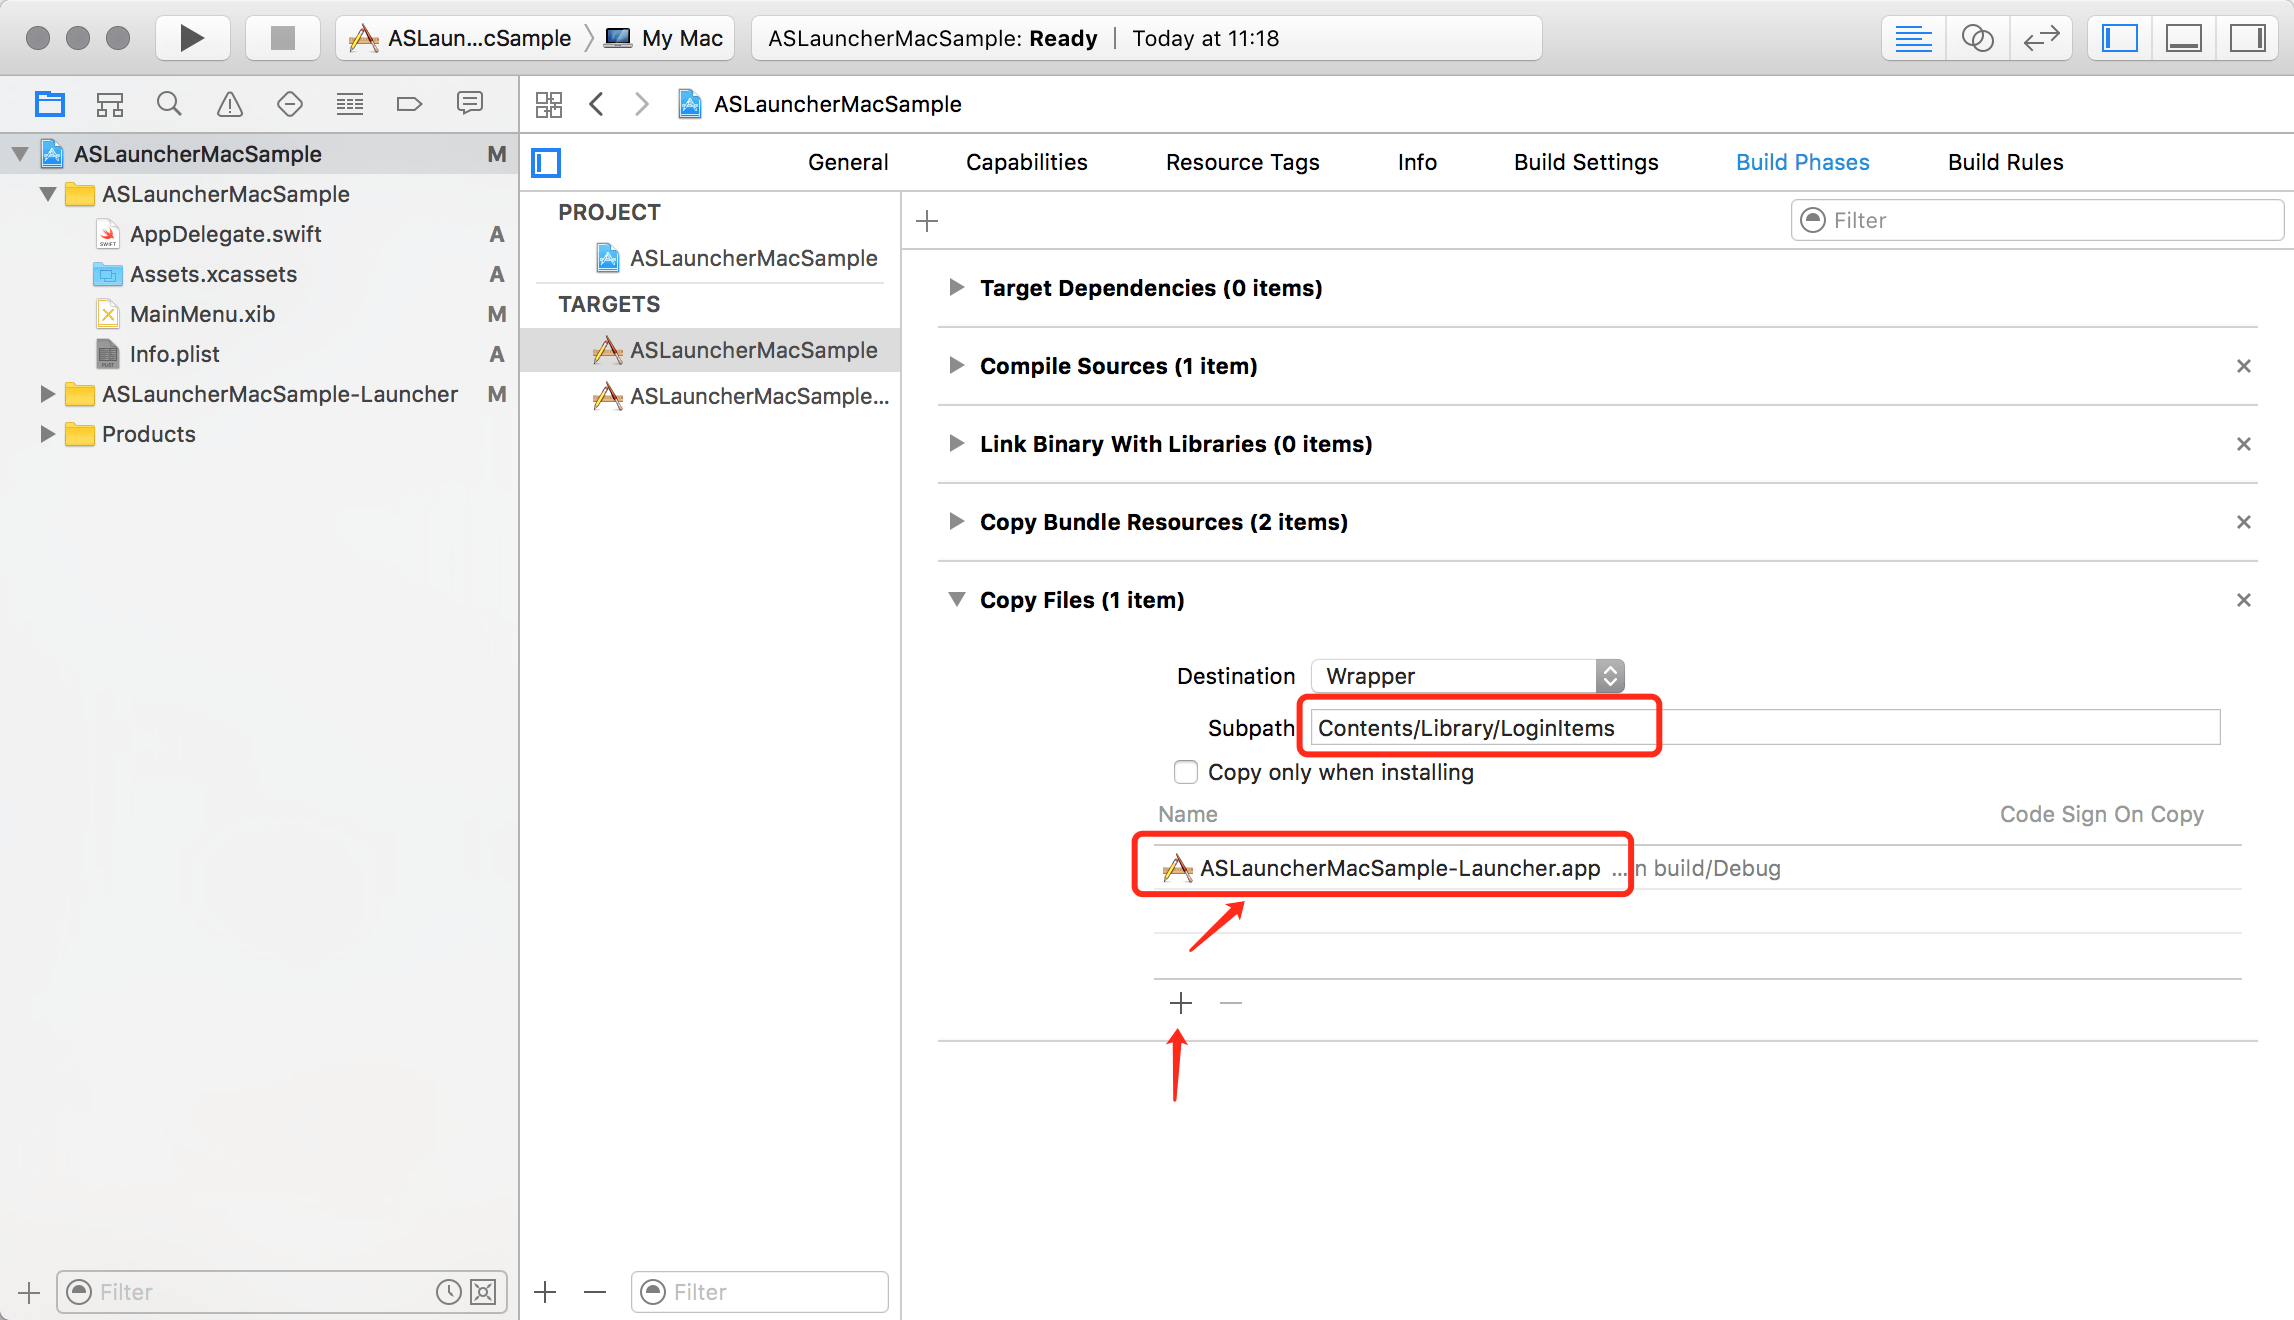 ASLaun...cSample
My Mac
ASLauncherMacSample: Ready | Today at 11:18
ASLauncherMacSample
ASLauncherMacSample M
ASLauncherMacSample
AppDelegate.swift A
Assets.xcassets A
MainMenu.xib M
Info.plist A
ASLauncherMacSample-Launcher M
Products
Filter
General Capabilities Resource Tags Info Build Settings Build Phases Build Rules
PROJECT
ASLauncherMacSample
TARGETS
ASLauncherMacSample
ASLauncherMacSample...
Filter
Filter
Target Dependencies (0 items)
Compile Sources (1 item)
Link Binary With Libraries (0 items)
Copy Bundle Resources (2 items)
Copy Files (1 item)
Destination Wrapper
Subpath Contents/Library/LoginItems
Copy only when installing
Name Code Sign On Copy
ASLauncherMacSample-Launcher.app ...n build/Debug